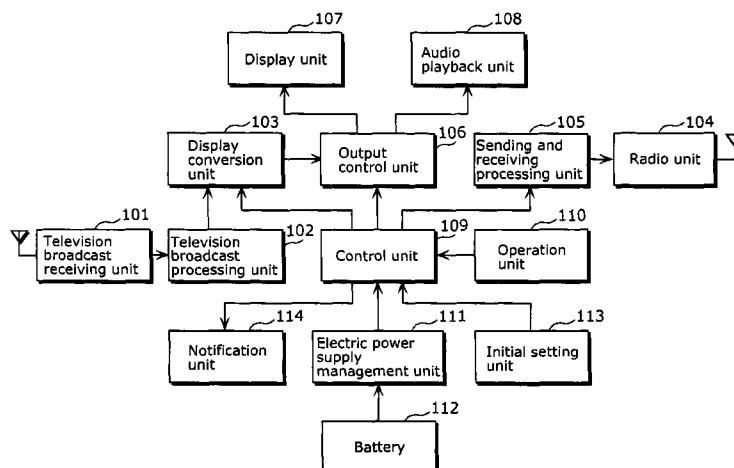 107
Display unit
108
Audio
playback unit
103
Display
conversion
unit
106
Output
control unit
105
Sending and
receiving
processing unit
104
Radio unit
101
Television
broadcast
receiving unit
102
Television
broadcast
processing unit
109
Control unit
110
Operation
unit
114
Notification
unit
111
Electric power
supply
management unit
113
Initial setting
unit
112
Battery